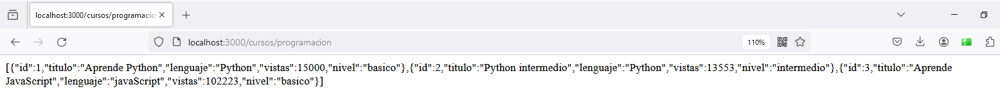 localhost:3000/cursos/programacion
localhost:3000/cursos/programacion
110%
[{"id":1,"titulo":"Aprende Python","lenguaje":"Python","vistas":15000,"nivel":"basico"},{"id":2,"titulo":"Python intermedio","lenguaje":"Python","vistas":13553,"nivel":"intermedio"},{"id":3,"titulo":"Aprende
JavaScript","lenguaje":"javaScript","vistas":102223,"nivel":"basico"}]